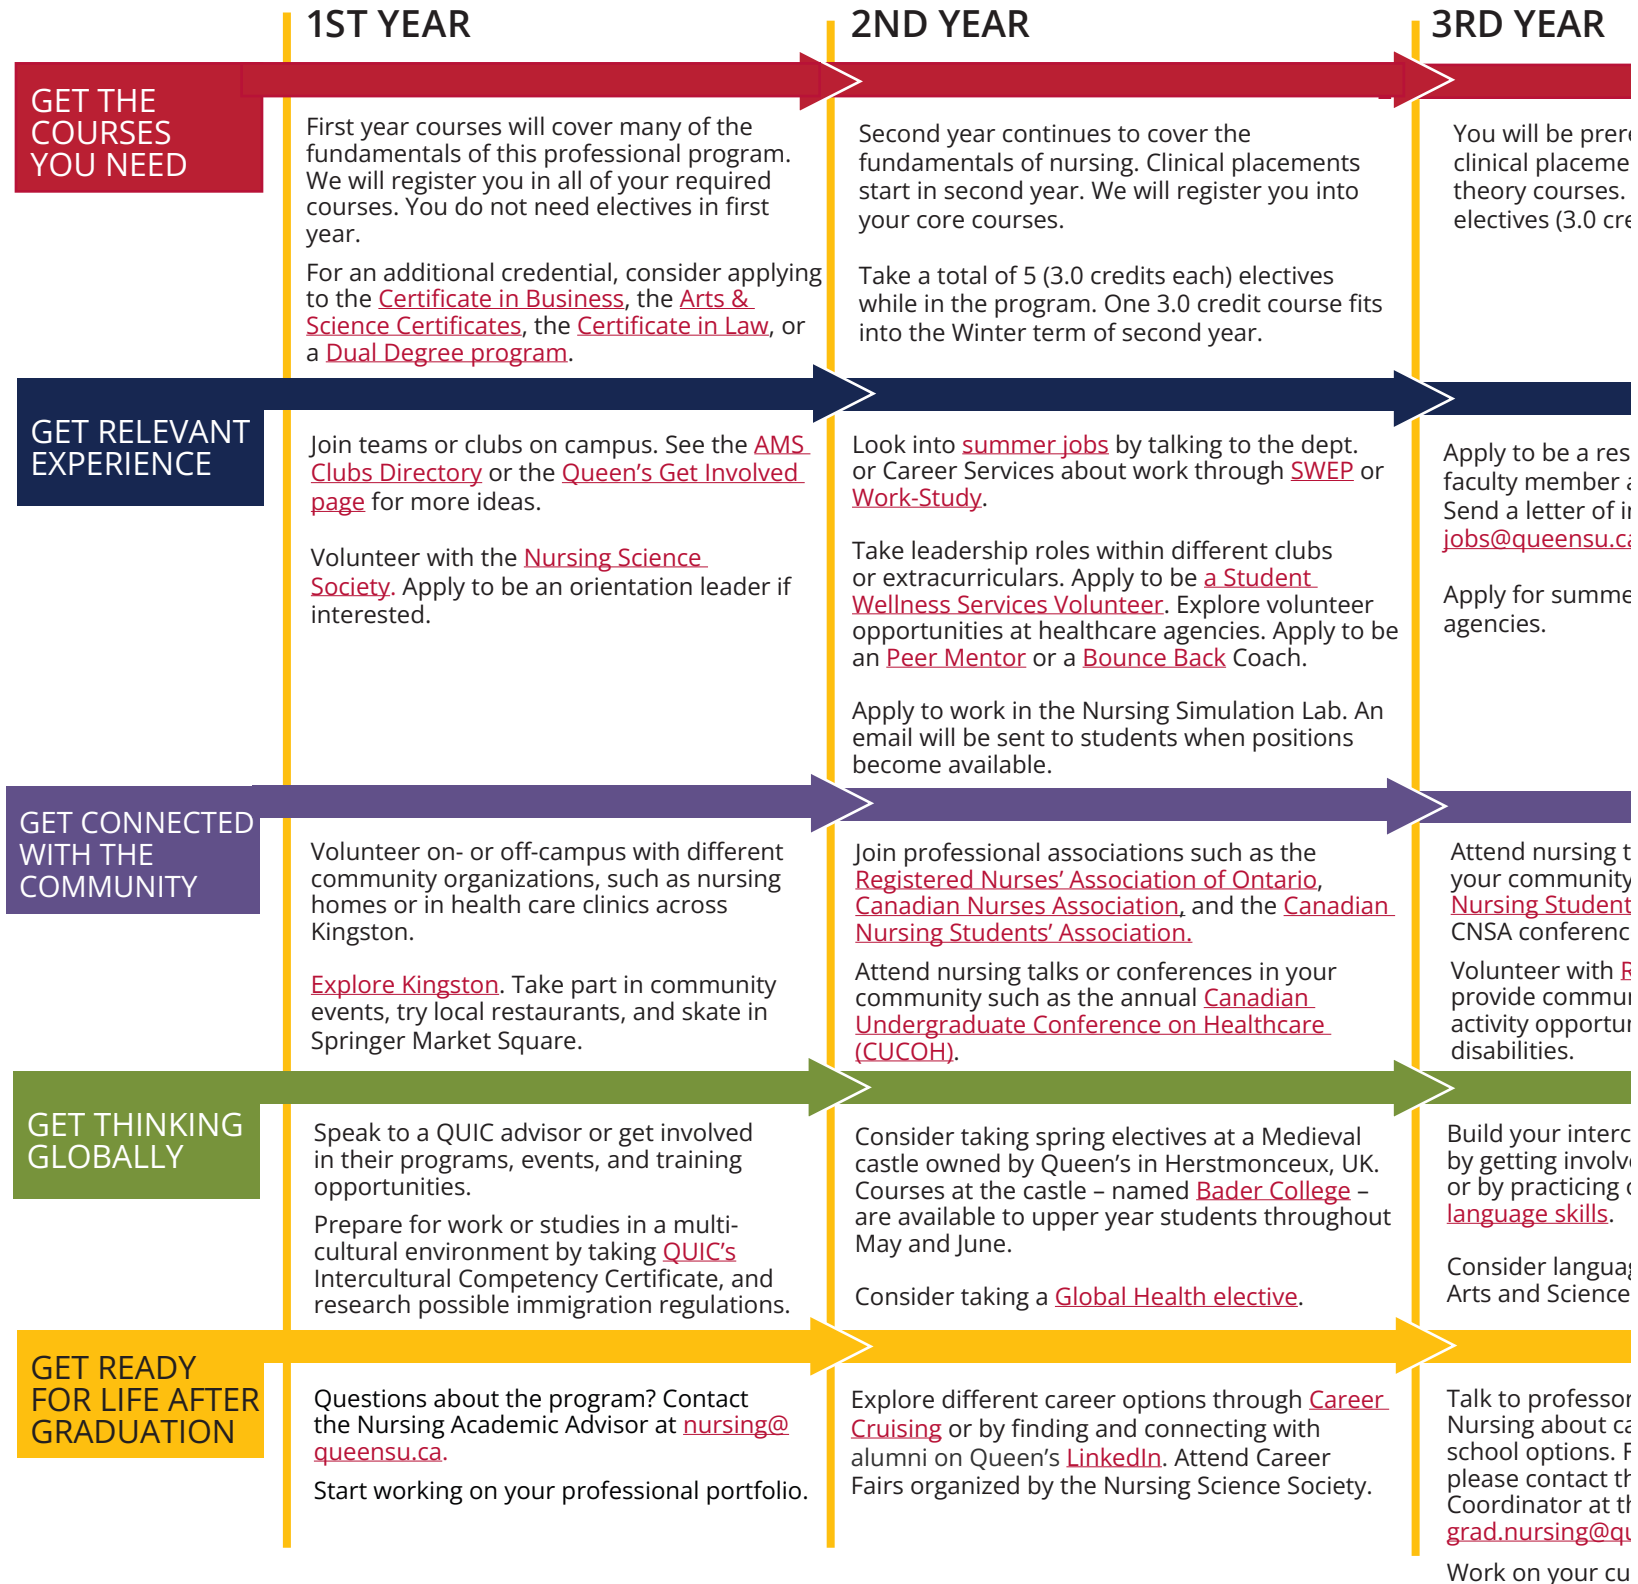 1ST YEAR
2ND YEAR
3RD YEAR
GET THE
COURSES
YOU NEED
First year courses will cover many of the
fundamentals of this professional program.
We will register you in all of your required
courses. You do not need electives in first
year.
For an additional credential, consider applying
to the Certificate in Business, the Arts &
Science Certificates, the Certificate in Law, or
a Dual Degree program.
Second year continues to cover the
fundamentals of nursing. Clinical placements
start in second year. We will register you into
your core courses.
Take a total of 5 (3.0 credits each) electives
while in the program. One 3.0 credit course fits
into the Winter term of second year.
You will be
clinical
theory courses.
electives (3.0
GET RELEVANT
EXPERIENCE
Join teams or clubs on campus. See the AMS
Clubs Directory or the Queen's Get Involved
page for more ideas.
Volunteer with the Nursing Science
Society. Apply to be an orientation leader if
interested.
Look into summer jobs by talking to the dept.
or Career Services about work through SWEP or
Work-Study.
Take leadership roles within different clubs
or extracurriculars. Apply to be a Student
Wellness Services Volunteer. Explore volunteer
opportunities at healthcare agencies. Apply to be
an Peer Mentor or a Bounce Back Coach.
Apply to work in the Nursing Simulation Lab. An
email will be sent to students when positions
become available.
Apply to be a
faculty member
Send a letter of
jobs@queensu.ca
Apply for
agencies.
GET CONNECTED
WITH THE
COMMUNITY
Volunteer on- or off-campus with different
community organizations, such as nursing
homes or in health care clinics across
Kingston.
Explore Kingston. Take part in community
events, try local restaurants, and skate in
Springer Market Square.
Join professional associations such as the
Registered Nurses' Association of Ontario,
Canadian Nurses Association, and the Canadian
Nursing Students' Association.
Attend nursing talks or conferences in your
community such as the annual Canadian
Undergraduate Conference on Healthcare
(CUCOH).
Attend nursing
your community
Nursing Student
CNSA
Volunteer with
provide
activity
disabilities.
GET THINKING
GLOBALLY
Speak to a QUIC advisor or get involved
in their programs, events, and training
opportunities.
Prepare for work or studies in a multi-
cultural environment by taking QUIC's
Intercultural Competency Certificate, and
research possible immigration regulations.
Consider taking spring electives at a Medieval
castle owned by Queen's in Herstmonceux, UK.
Courses at the castle – named Bader College –
are available to upper year students throughout
May and June.
Consider taking a Global Health elective.
Build your
by getting
or by practicing
language skills.
Consider
Arts and Science
GET READY
FOR LIFE AFTER
GRADUATION
Questions about the program? Contact
the Nursing Academic Advisor at nursing@
queensu.ca.
Start working on your professional portfolio.
Explore different career options through Career
Cruising or by finding and connecting with
alumni on Queen's LinkedIn. Attend Career
Fairs organized by the Nursing Science Society.
Talk to
Nursing about
school options.
please contact
Coordinator at
grad.nursing@
Work on your